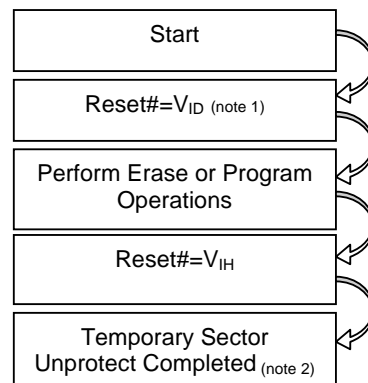 Start
Reset#=VID (note 1)
Perform Erase or Program
Operations
Reset#=VIH
Temporary Sector
Unprotect Completed (note 2)